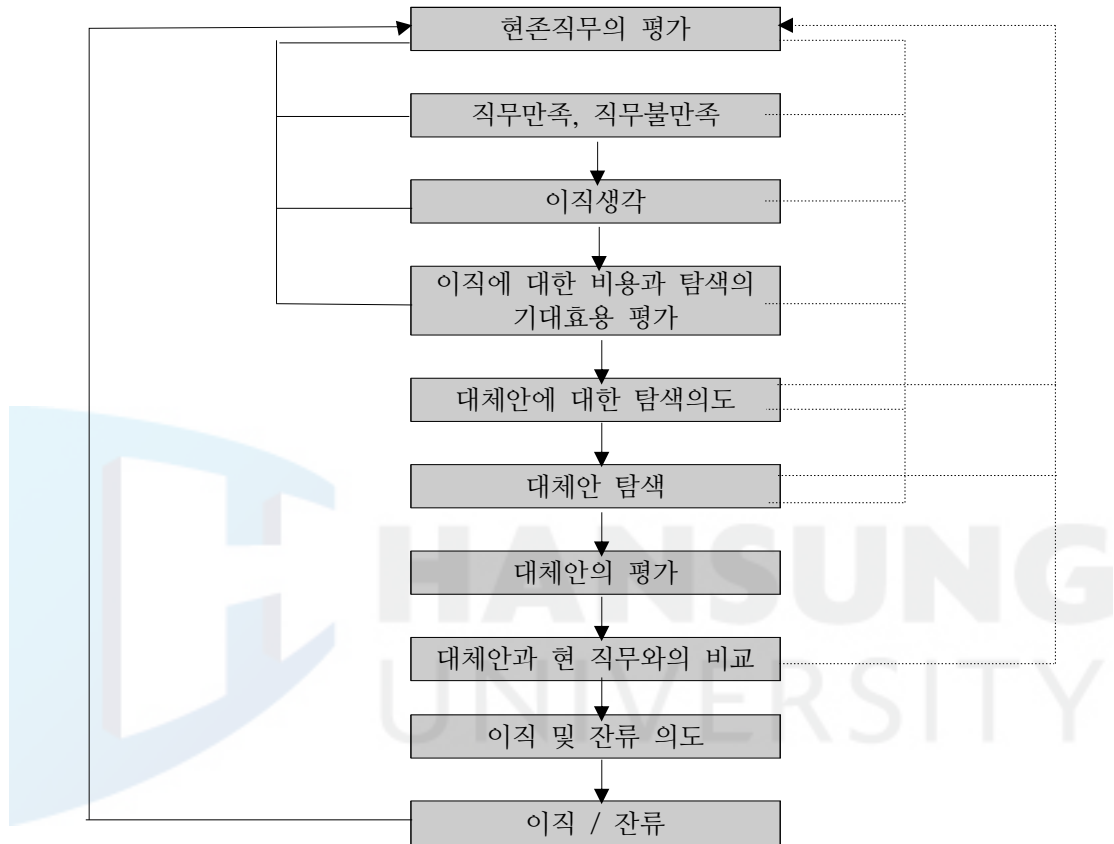 현존직무의 평가
직무만족, 직무불만족
이직생각
이직에 대한 비용과 탐색의
기대효용 평가
대체안에 대한 탐색의도
대체안 탐색
대체안의 평가
대체안과 현 직무와의 비교
이직 및 잔류 의도
이직 / 잔류
HANSUNG
UNIVERSITY